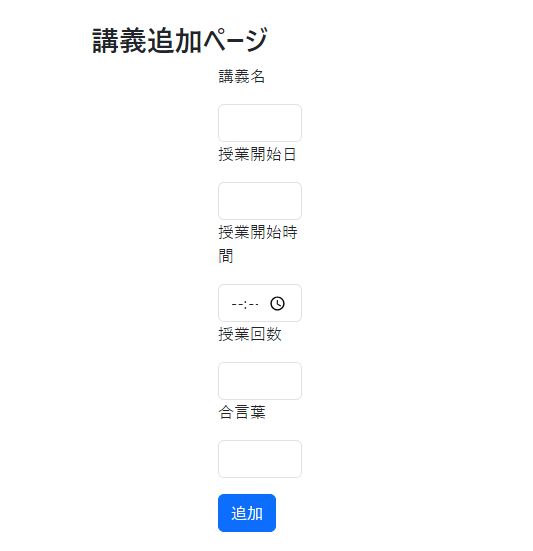 講義追加ページ
講義名
授業開始日
授業開始時
間
--:--
授業回数
合言葉
追加